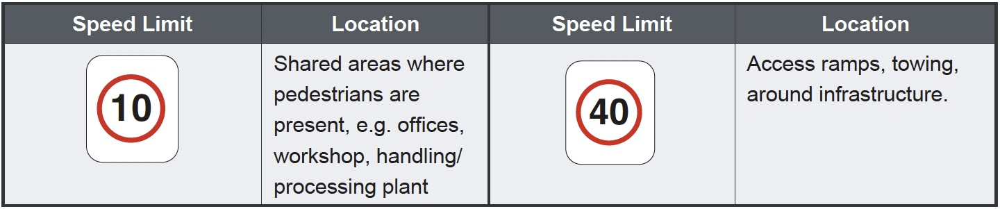 Speed Limit
Location
Speed Limit
Location
10
Shared areas where
pedestrians are
present, e.g. offices,
workshop, handling/
processing plant
40
Access ramps, towing,
around infrastructure.